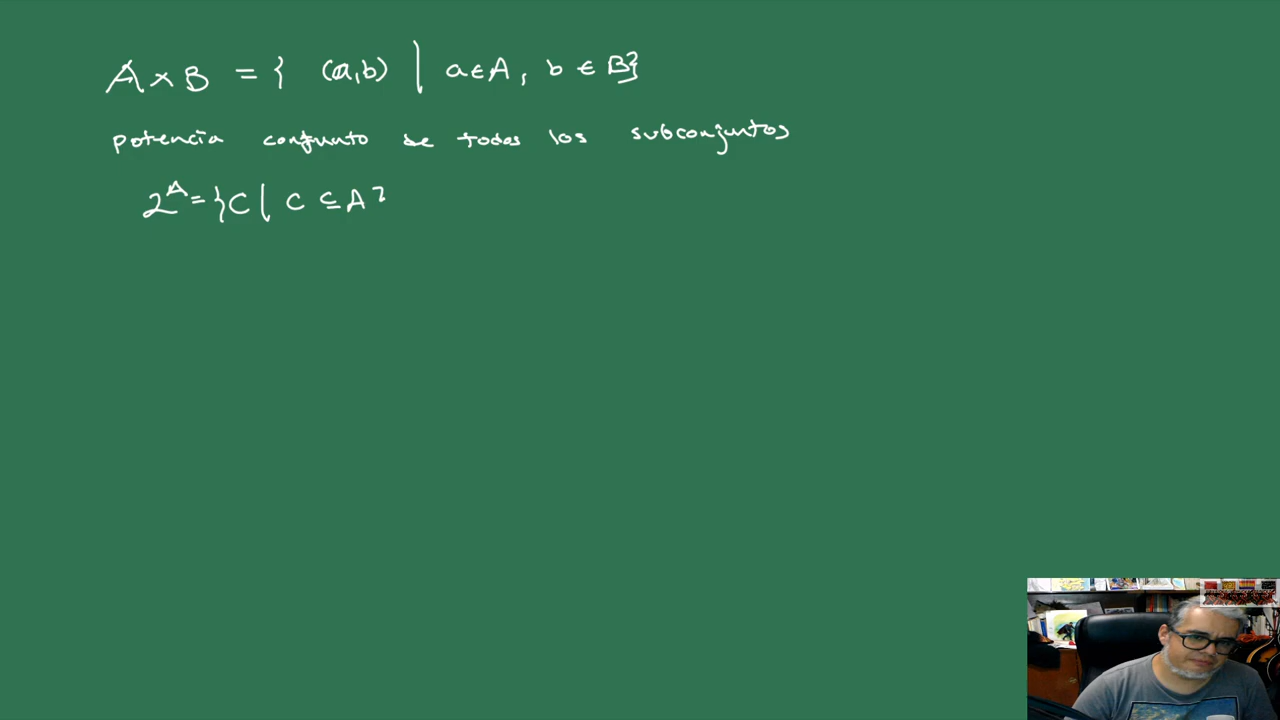 A × B = { (a,b) | a ∈ A, b ∈ B}
potencia conjunto de todos los subconjuntos
2^A = {C | C ⊆ A }